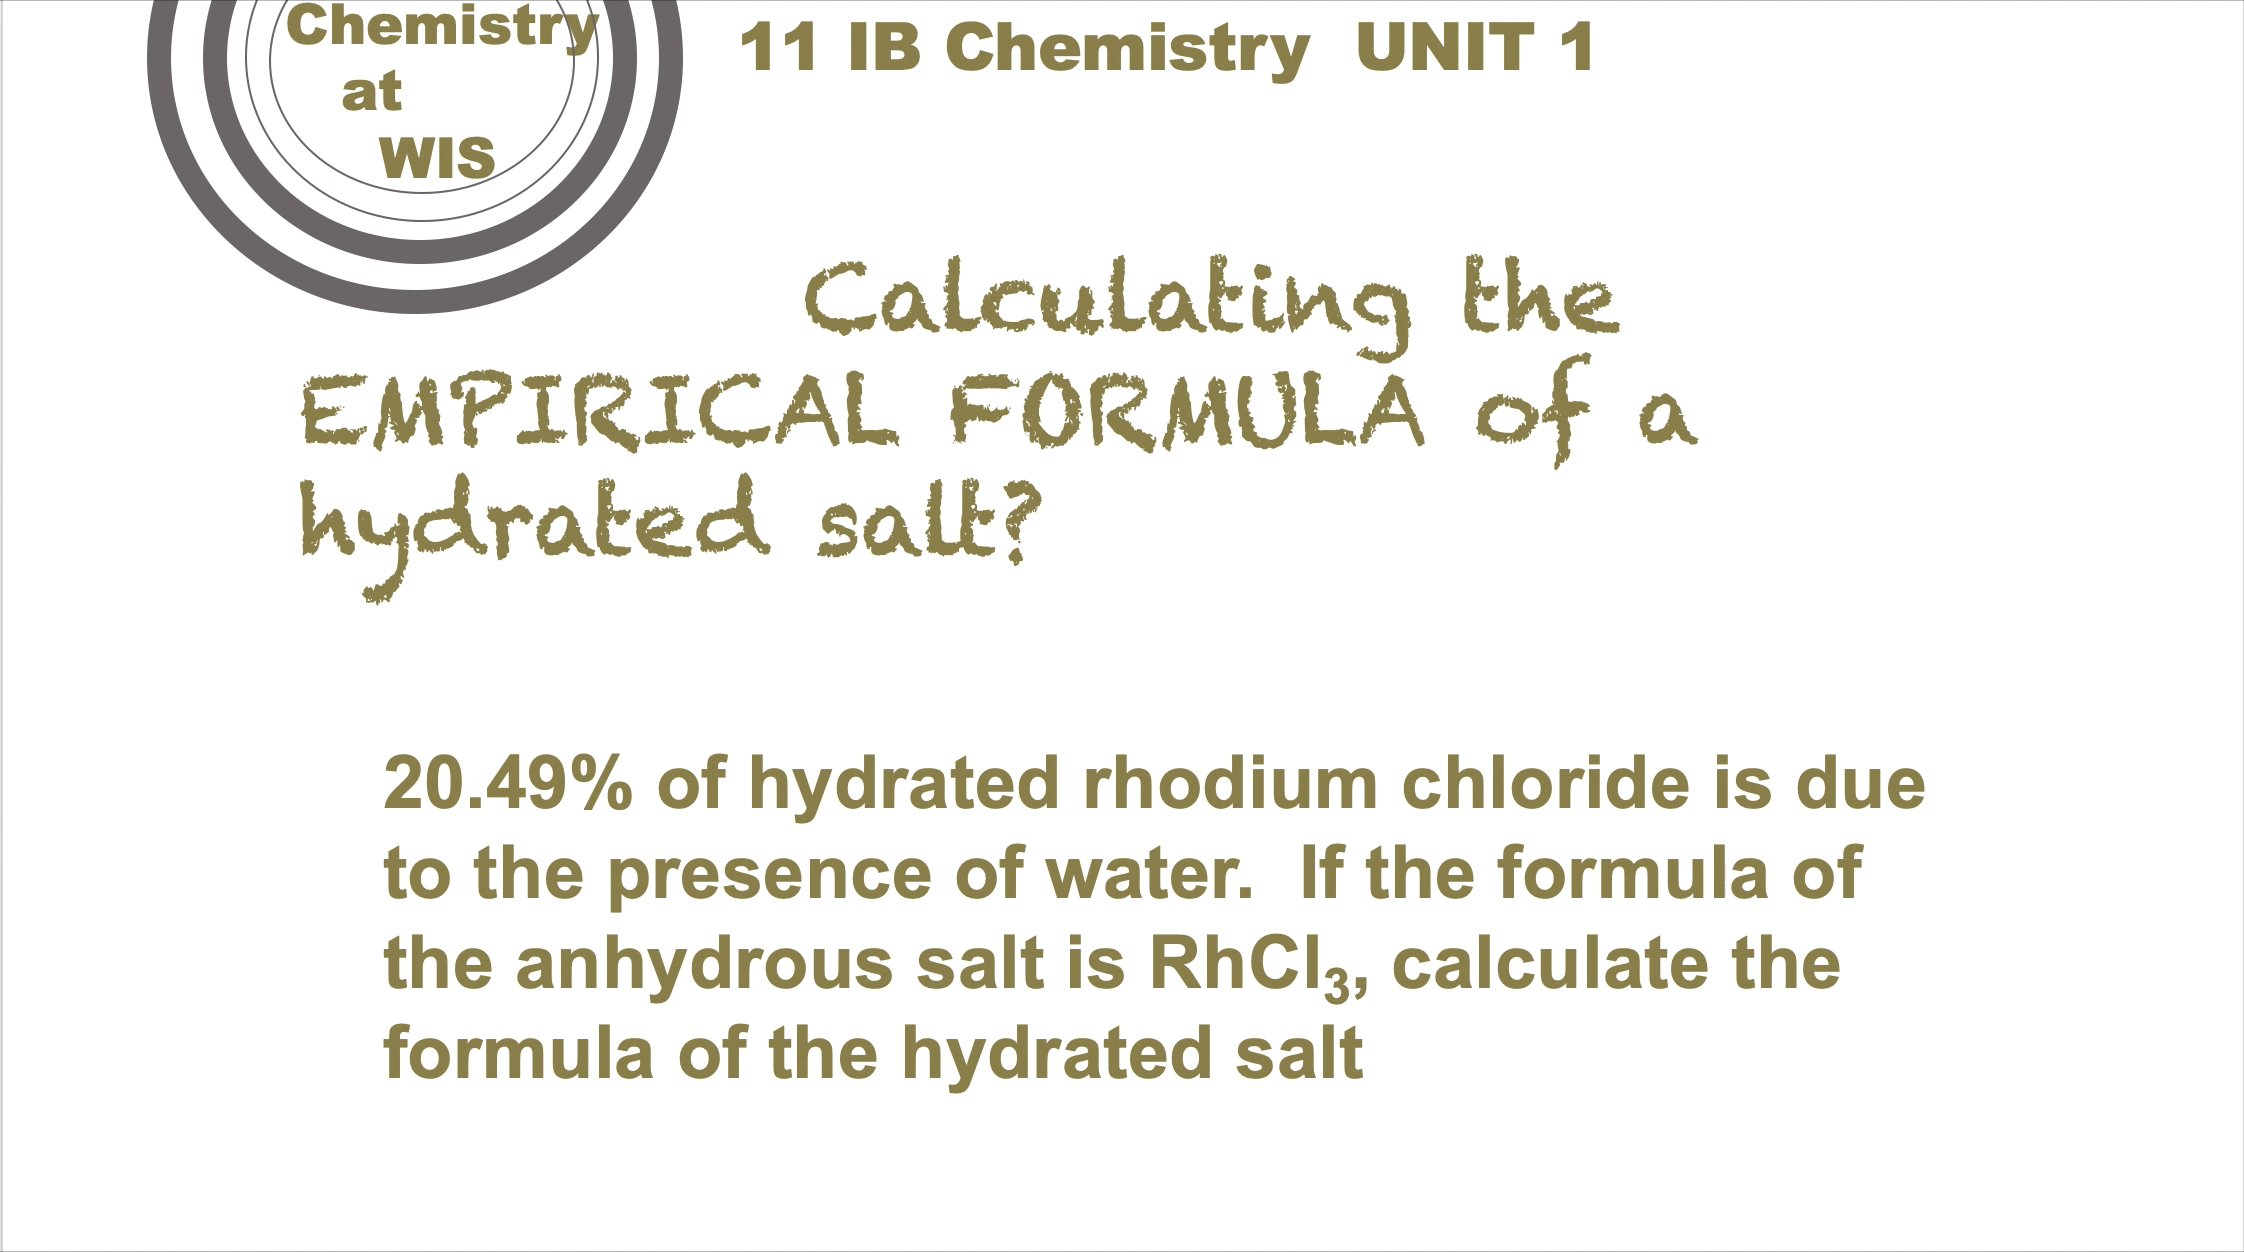 Chemistry
at
WIS
11 IB Chemistry  UNIT 1
Calculating the
EMPIRICAL FORMULA of a
hydrated salt?
20.49% of hydrated rhodium chloride is due
to the presence of water.  If the formula of
the anhydrous salt is RhCl₃, calculate the
formula of the hydrated salt